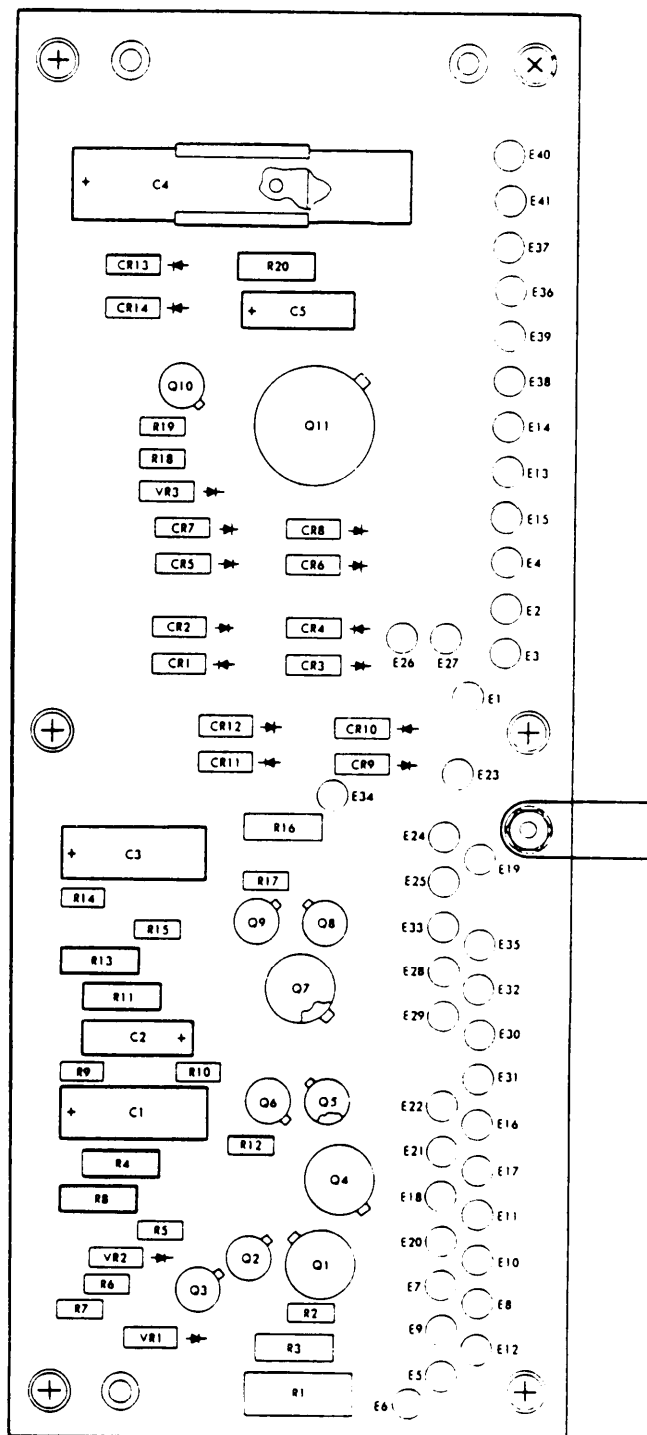 E40
+ C4
E41
E37
CR13 R20
E36
CR14 + C5
E39
Q10 E38
R19 Q11 E14
R18
E13
VR3
E15
CR7 CR8
CR5 CR6 E4
E2
CR2 CR4
E3
CR1 CR3 E26 E27
E1
CR12 CR10
CR11 CR9 E23
E34
R16 E24
+ C3
E19
R17 E25
R14
Q9 Q8 E33
R15
E35
R13
E28
Q7 E32
R11
E29
C2 + E30
R9 R10
E31
Q6 Q5 E22
+ C1
E16
R12 E21
R4 E17
Q4
R8 E18
E11
R5
E20
VR2 Q2 Q1 E10
R6 E7
Q3
R7 R2 E8
E9
VR1
R3 E12
E5
R1
E6